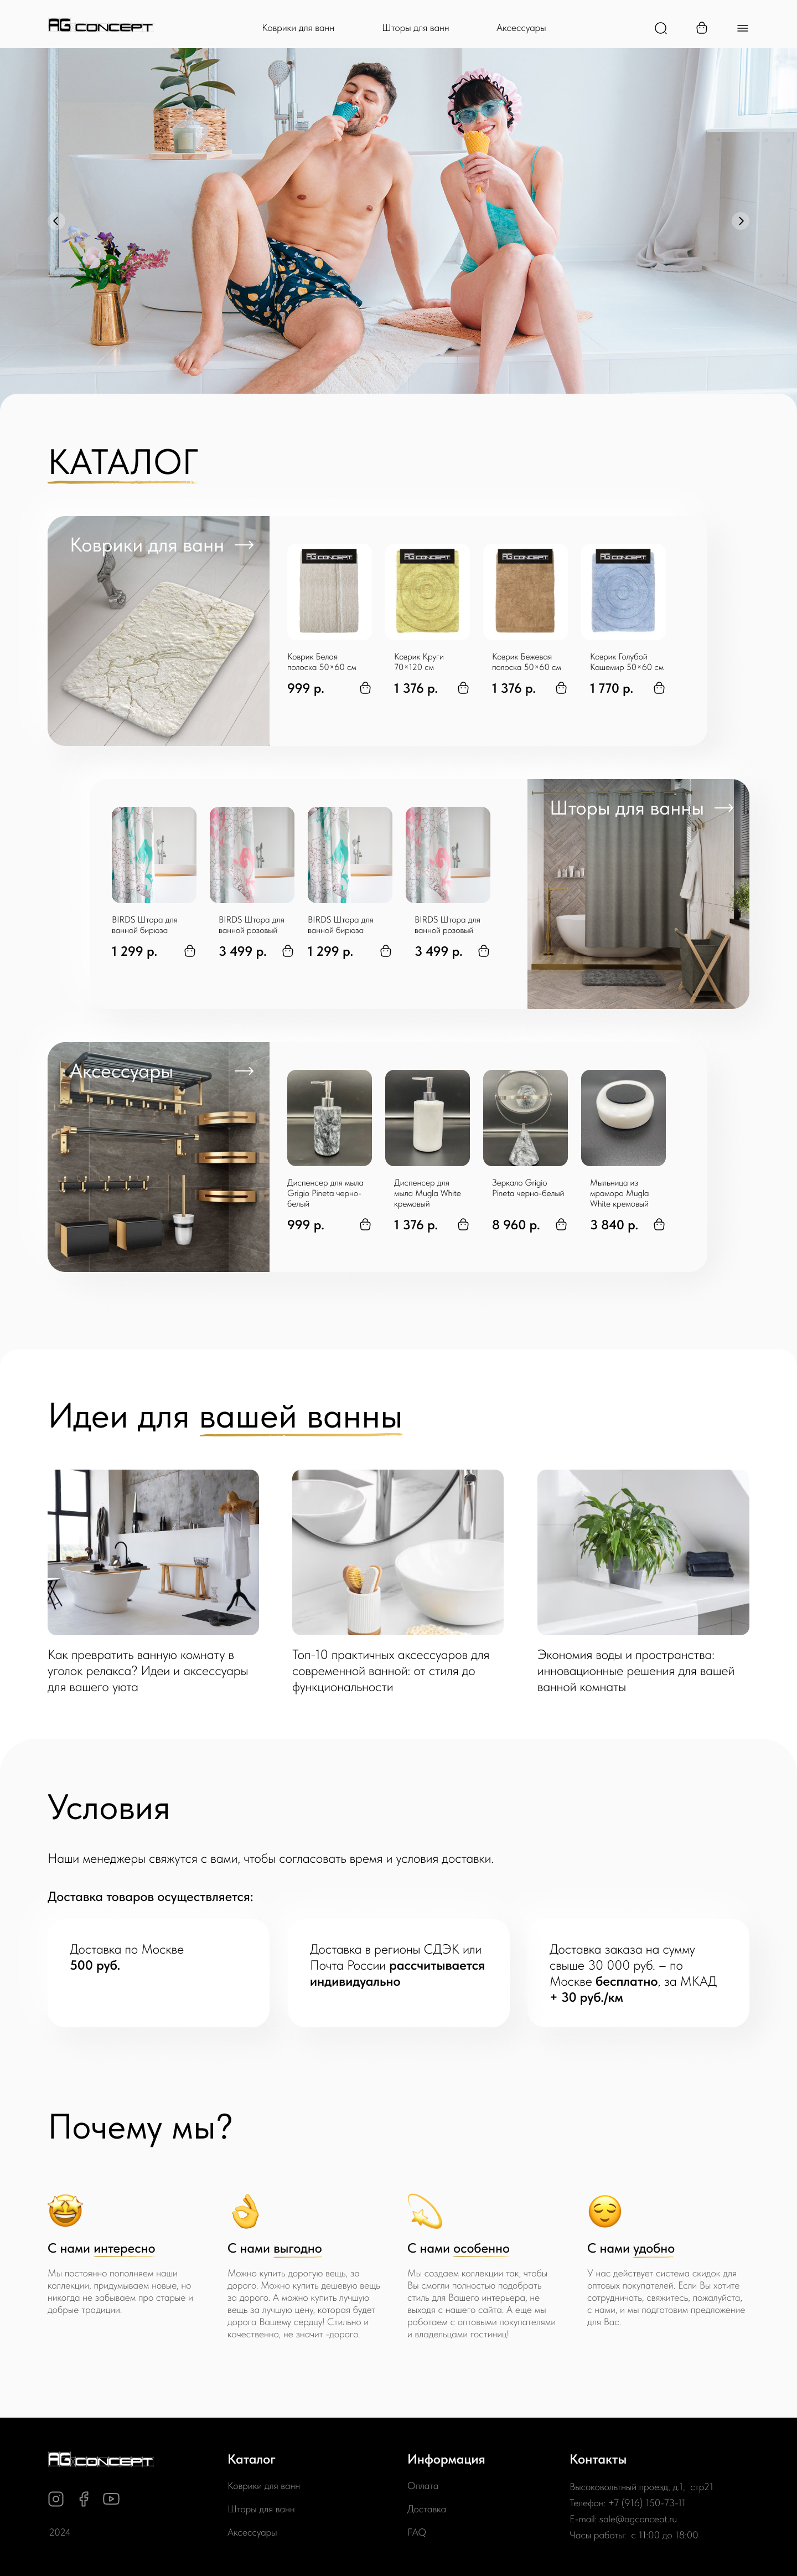 AG CONCEPT
Коврики для ванн
Шторы для ванн
Аксессуары
КАТАЛОГ
Коврики для ванн
AG CONCEPT
AG CONCEPT
AG CONCEPT
AG CONCEPT
Коврик Белая
полоска 50×60 см
999 р.
Коврик Круги
70×120 см
1 376 р.
Коврик Бежевая
полоска 50×60 см
1 376 р.
Коврик Голубой
Кашемир 50×60 см
1 770 р.
BIRDS Штора для
ванной бирюза
1 299 р.
BIRDS Штора для
ванной розовый
3 499 р.
BIRDS Штора для
ванной бирюза
1 299 р.
BIRDS Штора для
ванной розовый
3 499 р.
Шторы для ванны
Аксессуары
Диспенсер для мыла
Grigio Pineta черно-
белый
999 р.
Диспенсер для
мыла Mugla White
кремовый
1 376 р.
Зеркало Grigio
Pineta черно-белый
8 960 р.
Мыльница из
мрамора Mugla
White кремовый
3 840 р.
Идеи для вашей ванны
Как превратить ванную комнату в
уголок релакса? Идеи и аксессуары
для вашего уюта
Топ-10 практичных аксессуаров для
современной ванной: от стиля до
функциональности
Экономия воды и пространства:
инновационные решения для вашей
ванной комнаты
Условия
Наши менеджеры свяжутся с вами, чтобы согласовать время и условия доставки.
Доставка товаров осуществляется:
Доставка по Москве
500 руб.
Доставка в регионы СДЭК или
Почта России рассчитывается
индивидуально
Доставка заказа на сумму
свыше 30 000 руб. – по
Москве бесплатно, за МКАД
+ 30 руб./км
Почему мы?
С нами интересно
Мы постоянно пополняем наши
коллекции, придумываем новые, но
никогда не забываем про старые и
добрые традиции.
С нами выгодно
Можно купить дорогую вещь, за
дорого. Можно купить дешевую вещь
за дорого. А можно купить лучшую
вещь за лучшую цену, которая будет
дорога Вашему сердцу! Стильно и
качественно, не значит -дорого.
С нами особенно
Мы создаем коллекции так, чтобы
Вы смогли полностью подобрать
стиль для Вашего интерьера, не
выходя с нашего сайта. А еще мы
работаем с оптовыми покупателями
и владельцами гостиниц!
С нами удобно
У нас действует система скидок для
оптовых покупателей. Если Вы хотите
сотрудничать, свяжитесь, пожалуйста,
с нами, и мы подготовим предложение
для Вас.
AG CONCEPT
2024
Каталог
Коврики для ванн
Шторы для ванн
Аксессуары
Информация
Оплата
Доставка
FAQ
Контакты
Высоковольтный проезд, д.1, стр21
Телефон: +7 (916) 150-73-11
E-mail: sale@agconcept.ru
Часы работы: с 11:00 до 18:00